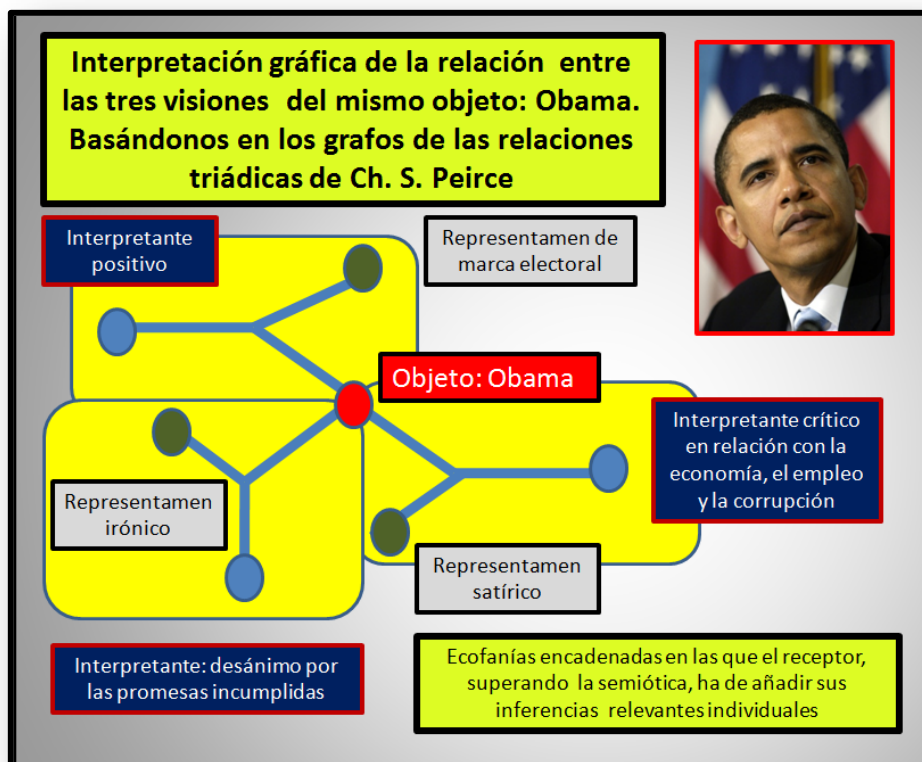 Interpretación gráfica de la relación entre
las tres visiones del mismo objeto: Obama.
Basándonos en los grafos de las relaciones
triádicas de Ch. S. Peirce
Interpretante
positivo
Representamen de
marca electoral
Objeto: Obama
Interpretante crítico
en relación con la
economía, el empleo
y la corrupción
Representamen
irónico
Representamen
satírico
Interpretante: desánimo por
las promesas incumplidas
Ecofanías encadenadas en las que el receptor,
superando la semiótica, ha de añadir sus
inferencias relevantes individuales